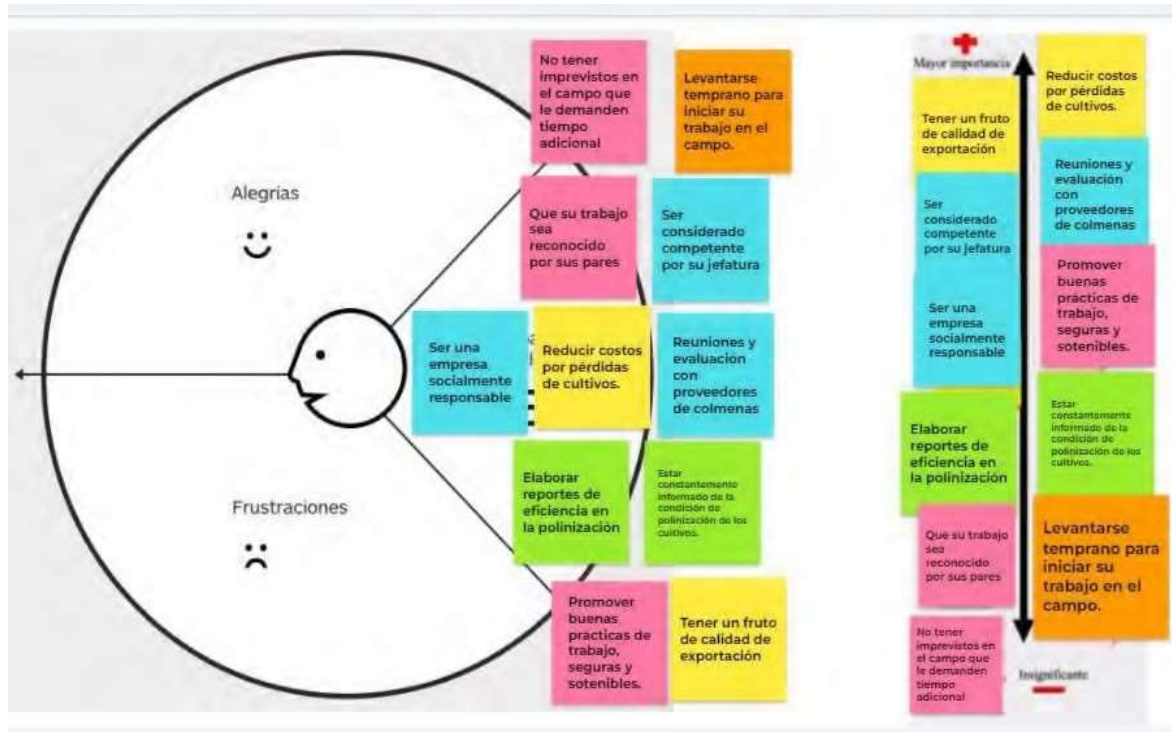 Alegrias
Frustraciones
No tener
imprevistos en
el campo que
le demanden
tiempo
adicional
Levantarse
temprano para
iniciar su
trabajo en el
campo.
Que su trabajo
sea
reconocido
por sus pares
Ser
considerado
competente
por su jefatura
Ser una
empresa
socialmente
responsable
Reducir costos
por pérdidas
de cultivos.
Reuniones y
evaluación
con
proveedores
de colmenas
Elaborar
reportes de
eficiencia en
la polinización
Estar
constantemente
informado de la
condición de
polinización de los
cultivos.
Promover
buenas
prácticas de
trabajo,
seguras y
sotenibles.
Tener un fruto
de calidad de
exportación
Mayor importancia
Reducir costos
por pérdidas de
cultivos.
Tener un fruto
de calidad de
exportación
Reuniones y
evaluación
con
proveedores
de colmenas
Ser
considerado
competente
por su jefatura
Promover
buenas
prácticas de
trabajo,
seguras y
sotenibles.
Ser una
empresa
socialmente
responsable
Estar
constantemente
informado de la
condición de
polinización de los
cultivos.
Elaborar
reportes de
eficiencia en
la polinización
Levantarse
temprano para
iniciar su
trabajo en el
campo.
Que su trabajo
sea
reconocido
por sus pares
No tener
imprevistos en
el campo que
le demanden
tiempo
adicional
Insignificante